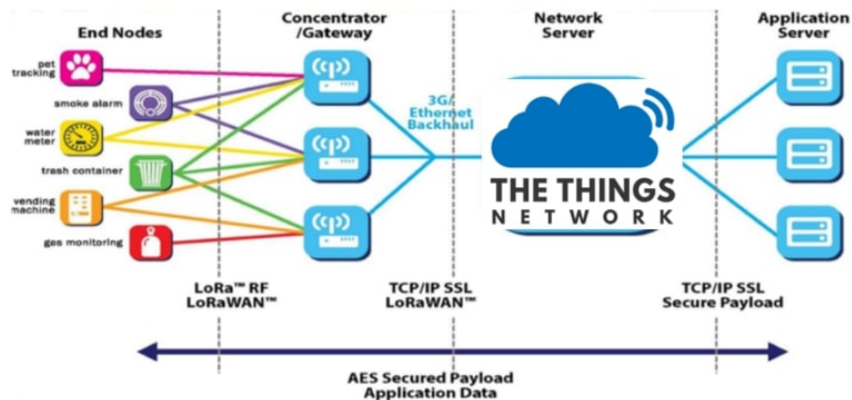 End Nodes
Concentrator
/Gateway
Network
Server
Application
Server
pet
tracking
smoke alarm
water
meter
trash container
vending
machine
gas monitoring
3G/
Ethernet
Backhaul
THE THINGS
NETWORK
LoRa™ RF
LoRaWAN™
TCP/IP SSL
LoRaWAN™
TCP/IP SSL
Secure Payload
AES Secured Payload
Application Data